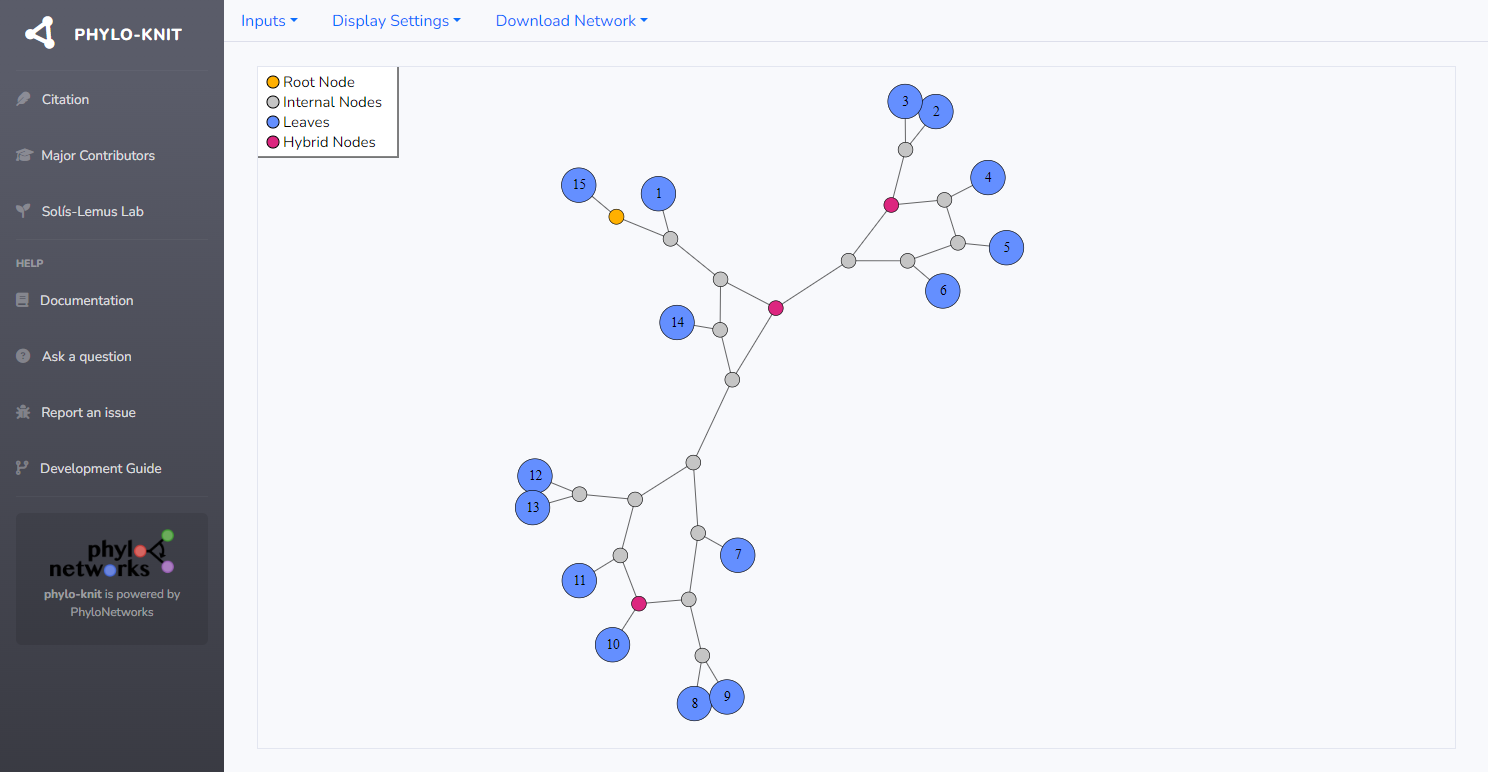 PHYLO-KNIT
Citation
Major Contributors
Solís-Lemus Lab
HELP
Documentation
Ask a question
Report an issue
Development Guide
phylo
networks
phylo-knit is powered by
PhyloNetworks
Inputs
Display Settings
Download Network
Root Node
Internal Nodes
Leaves
Hybrid Nodes
3
2
4
15
1
5
6
14
12
13
7
11
10
9
8